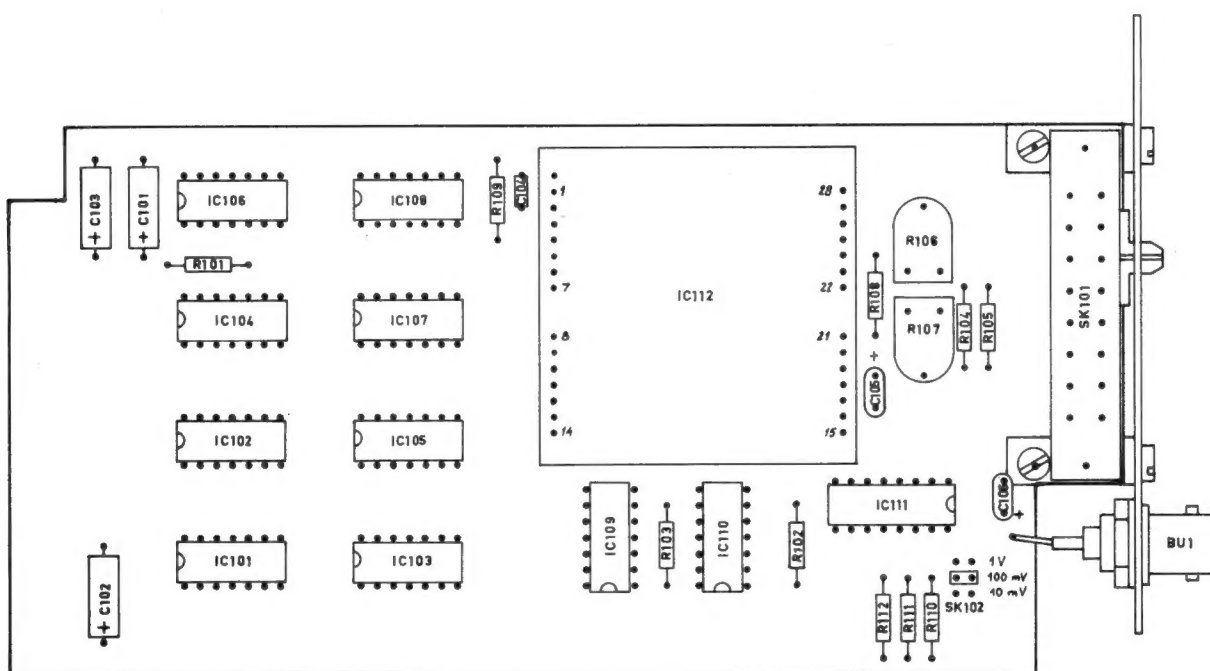 C103
+
C101
+
IC106
IC108
R109
C104
1
7
8
14
28
22
21
15
IC112
R106
R107
R108
R104
R105
+
C105
SK101
R101
IC104
IC107
IC102
IC105
IC101
IC103
C102
+
IC109
R103
IC110
R102
IC111
C106
+
BU1
1V
100 mV
10 mV
SK102
R112
R111
R110